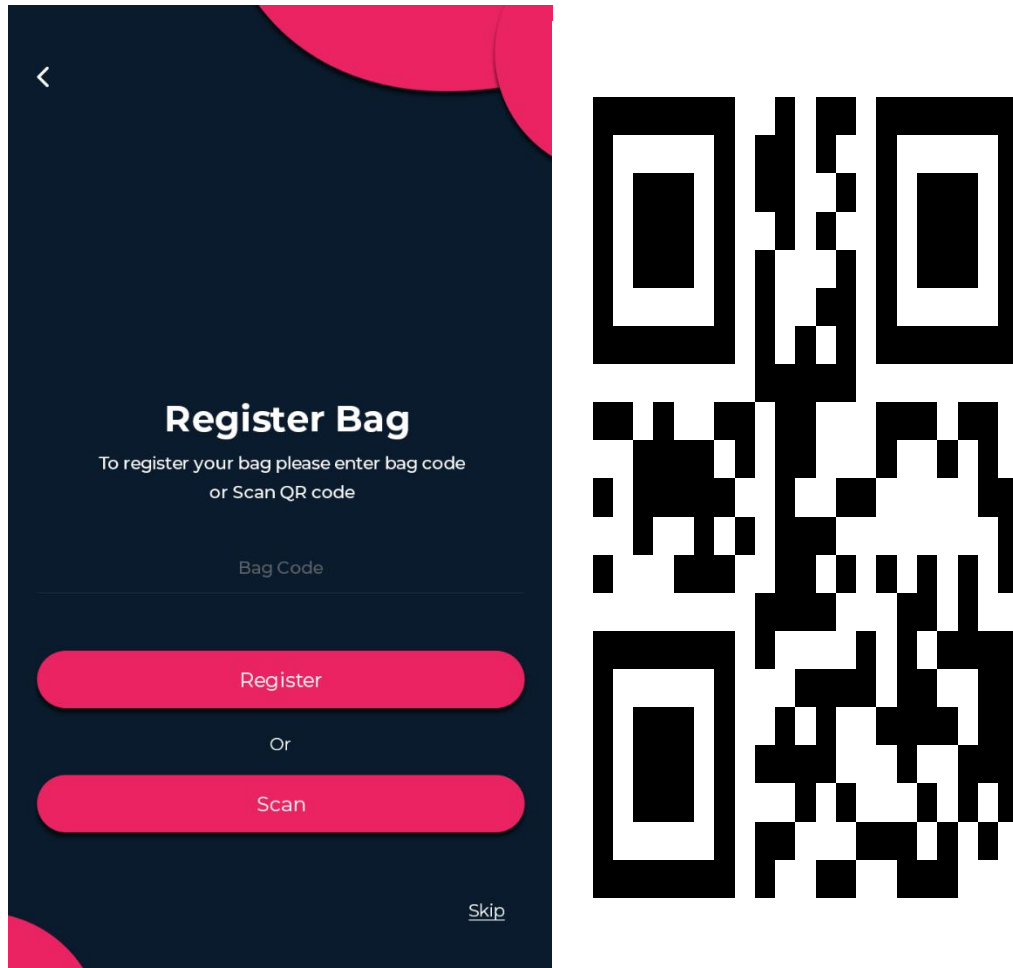 Register Bag
To register your bag please enter bag code
or Scan QR code
Bag Code
Register
Or
Scan
Skip